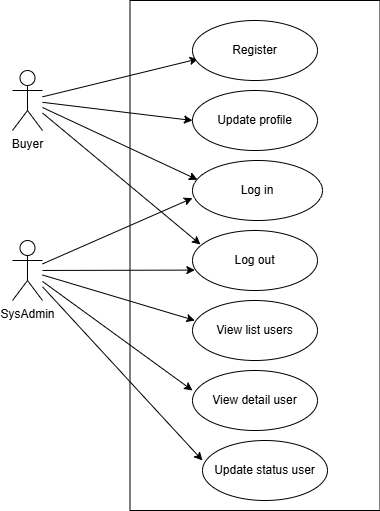 Register
Update profile
Buyer
Log in
Log out
SysAdmin
View list users
View detail user
Update status user